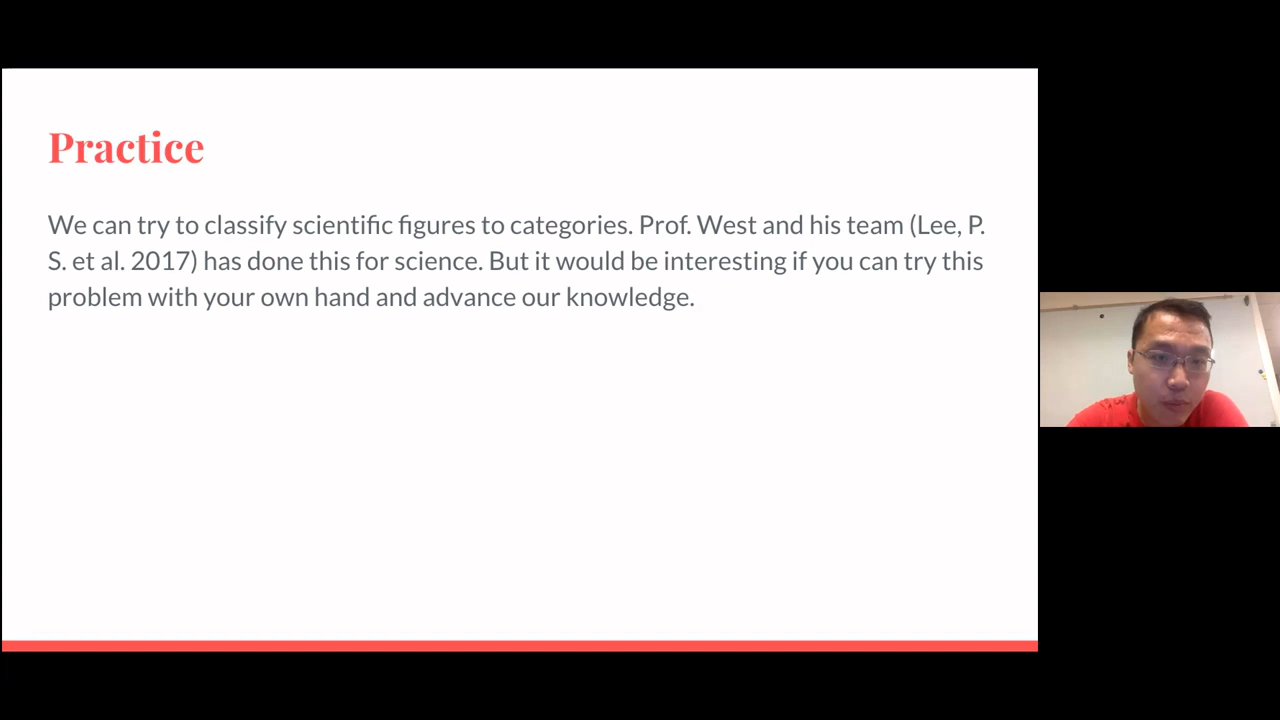 Practice
We can try to classify scientific figures to categories. Prof. West and his team (Lee, P.
S. et al. 2017) has done this for science. But it would be interesting if you can try this
problem with your own hand and advance our knowledge.